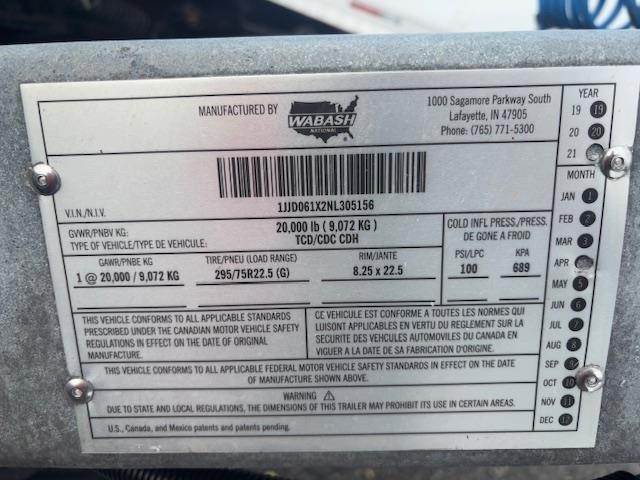 MANUFACTURED BY
WABASH
NATIONAL
1000 Sagamore Parkway South
Lafayette, IN 47905
Phone: (765) 771-5300
1JJD061X2NL305156
V.I.N./N.I.V.
GVWR/PNBV KG: 20,000 lb ( 9,072 KG )
TYPE OF VEHICLE/TYPE DE VEHICULE: TCD/CDC CDH
COLD INFL PRESS./PRESS.
DE GONE A FROID
GAWR/PNBE KG TIRE/PNEU (LOAD RANGE) RIM/JANTE PSI/LPC KPA
1 @ 20,000 / 9,072 KG 295/75R22.5 (G) 8.25 x 22.5 100 689
THIS VEHICLE CONFORMS TO ALL APPLICABLE STANDARDS
PRESCRIBED UNDER THE CANADIAN MOTOR VEHICLE SAFETY
REGULATIONS IN EFFECT ON THE DATE OF ORIGINAL
MANUFACTURE.
CE VEHICULE EST CONFORME A TOUTES LES NORMES QUI
LUISONT APPLICABLES EN VERTU DU REGLEMENT SUR LA
SECURITE DES VEHICULES AUTOMOBILES DU CANADA EN
VIGUER A LA DATE DE SA FABRICATION D'ORIGIN.
THIS VEHICLE CONFORMS TO ALL APPLICABLE FEDERAL MOTOR VEHICLE SAFETY STANDARDS IN EFFECT ON THE DATE
OF MANUFACTURE SHOWN ABOVE.
WARNING
DUE TO STATE AND LOCAL REGULATIONS, THE DIMENSIONS OF THIS TRAILER MAY PROHIBIT ITS USE IN CERTAIN AREAS.
U.S., Canada, and Mexico patents and patents pending.
YEAR
19 19
20 20
21
MONTH
JAN 1
FEB 2
MAR 3
APR
MAY 5
JUN 6
JUL 7
AUG 8
SEP 9
OCT 10
NOV 11
DEC 12